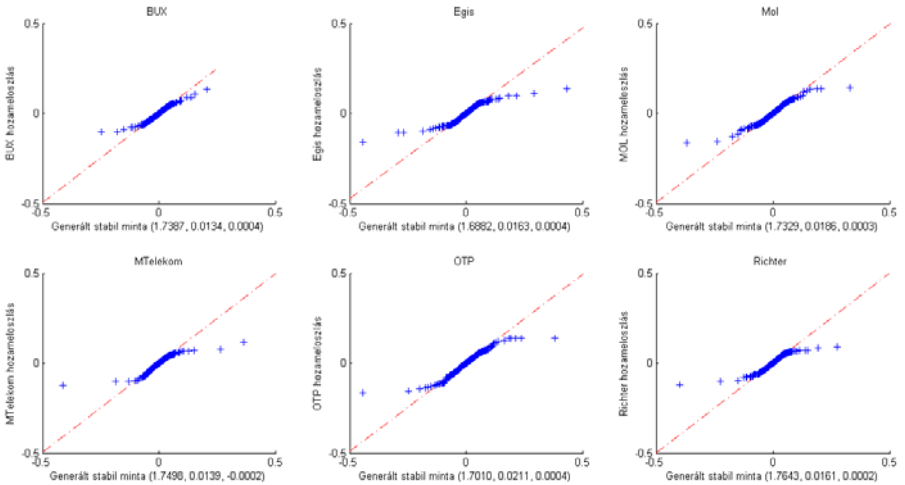 BUX
0.5
0
-0.5
BUX hozameloszlás
-0.5
0
0.5
Generált stabil minta (1.7387, 0.0134, 0.0004)
Egis
0.5
0
-0.5
Egis hozameloszlás
-0.5
0
0.5
Generált stabil minta (1.6882, 0.0163, 0.0004)
Mol
0.5
0
-0.5
MOL hozameloszlás
-0.5
0
0.5
Generált stabil minta (1.7329, 0.0186, 0.0003)
MTelekom
0.5
0
-0.5
MTelekom hozameloszlás
-0.5
0
0.5
Generált stabil minta (1.7498, 0.0139, -0.0002)
OTP
0.5
0
-0.5
OTP hozameloszlás
-0.5
0
0.5
Generált stabil minta (1.7010, 0.0211, 0.0004)
Richter
0.5
0
-0.5
Richter hozameloszlás
-0.5
0
0.5
Generált stabil minta (1.7643, 0.0161, 0.0002)